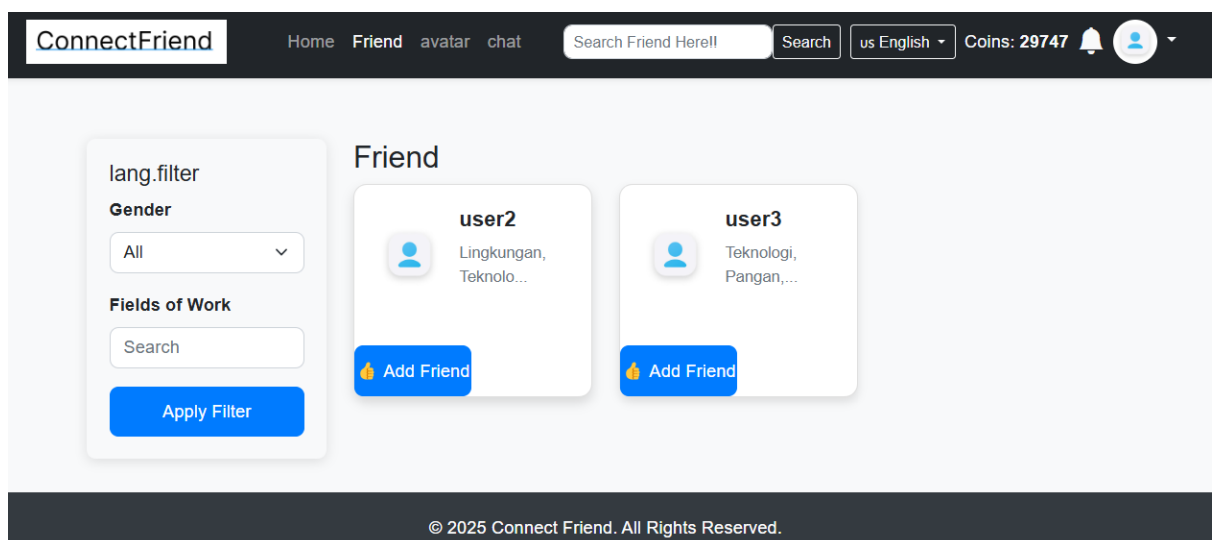 ConnectFriend Home Friend avatar chat Search Friend Here!! Search us English Coins: 29747
lang.filter
Gender
All
Fields of Work
Search
Apply Filter
Friend
user2
Lingkungan,
Teknolo...
👍 Add Friend
user3
Teknologi,
Pangan,...
👍 Add Friend
© 2025 Connect Friend. All Rights Reserved.